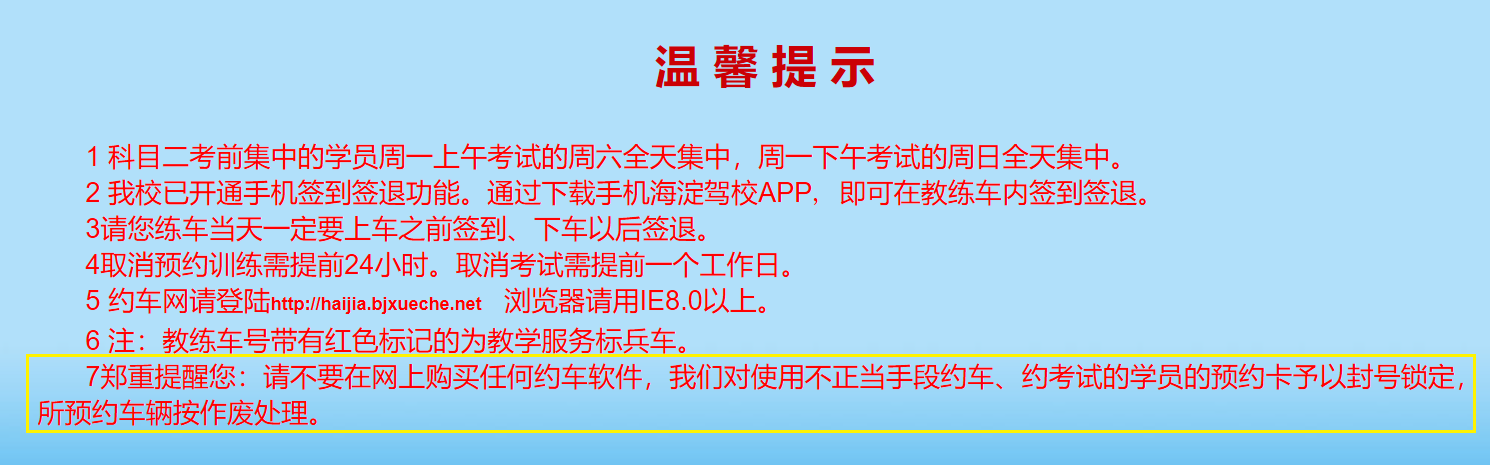 温馨提示
1 科目二考前集中的学员周一上午考试的周六全天集中，周一下午考试的周日全天集中。
2 我校已开通手机签到签退功能。通过下载手机海淀驾校APP，即可在教练车内签到签退。
3请您练车当天一定要上车之前签到、下车以后签退。
4取消预约训练需提前24小时。取消考试需提前一个工作日。
5 约车网请登陆http://haijia.bjxueche.net 浏览器请用IE8.0以上。
6 注：教练车号带有红色标记的为教学服务标兵车。
7郑重提醒您：请不要在网上购买任何约车软件，我们对使用不正当手段约车、约考试的学员的预约卡予以封号锁定，
所预约车辆按作废处理。